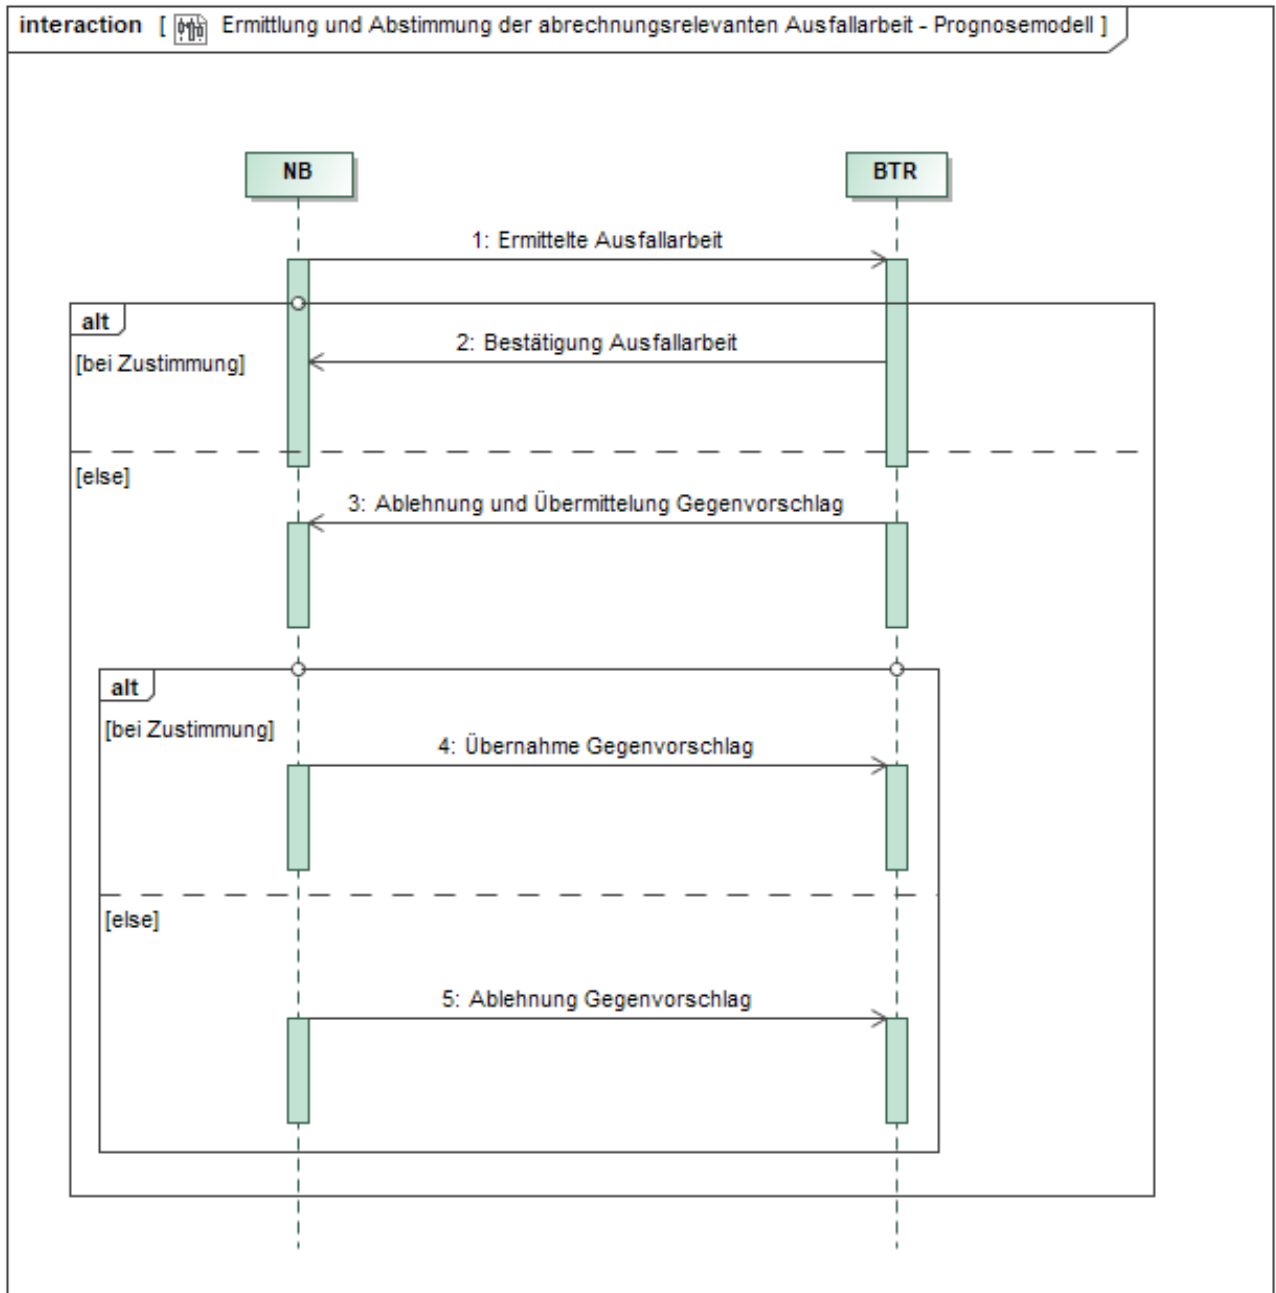 interaction [ Ermittlung und Abstimmung der abrechnungsrelevanten Ausfallarbeit - Prognosemodell ]
NB
BTR
1: Ermittelte Ausfallarbeit
alt
2: Bestätigung Ausfallarbeit
[bei Zustimmung]
[else]
3: Ablehnung und Übermittelung Gegenvorschlag
alt
[bei Zustimmung]
4: Übernahme Gegenvorschlag
[else]
5: Ablehnung Gegenvorschlag